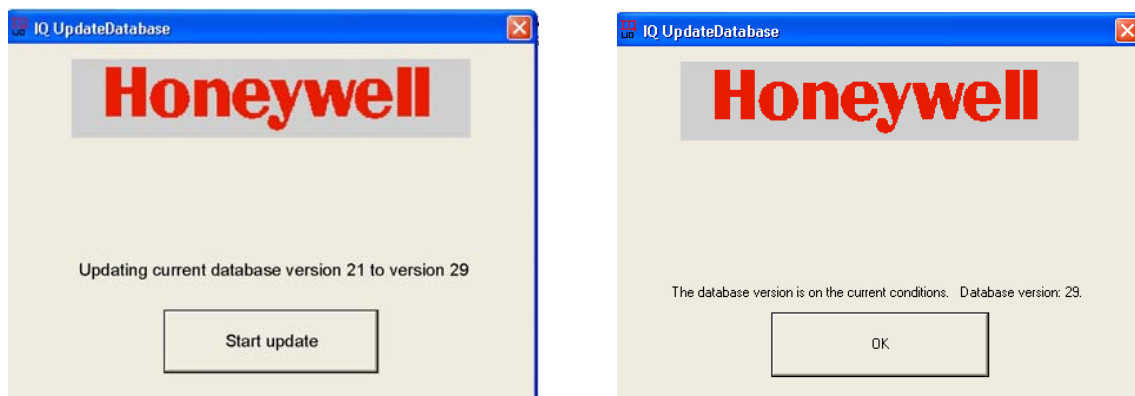 IQ UpdateDatabase
Honeywell
Updating current database version 21 to version 29
Start update
IQ UpdateDatabase
Honeywell
The database version is on the current conditions. Database version: 29.
OK